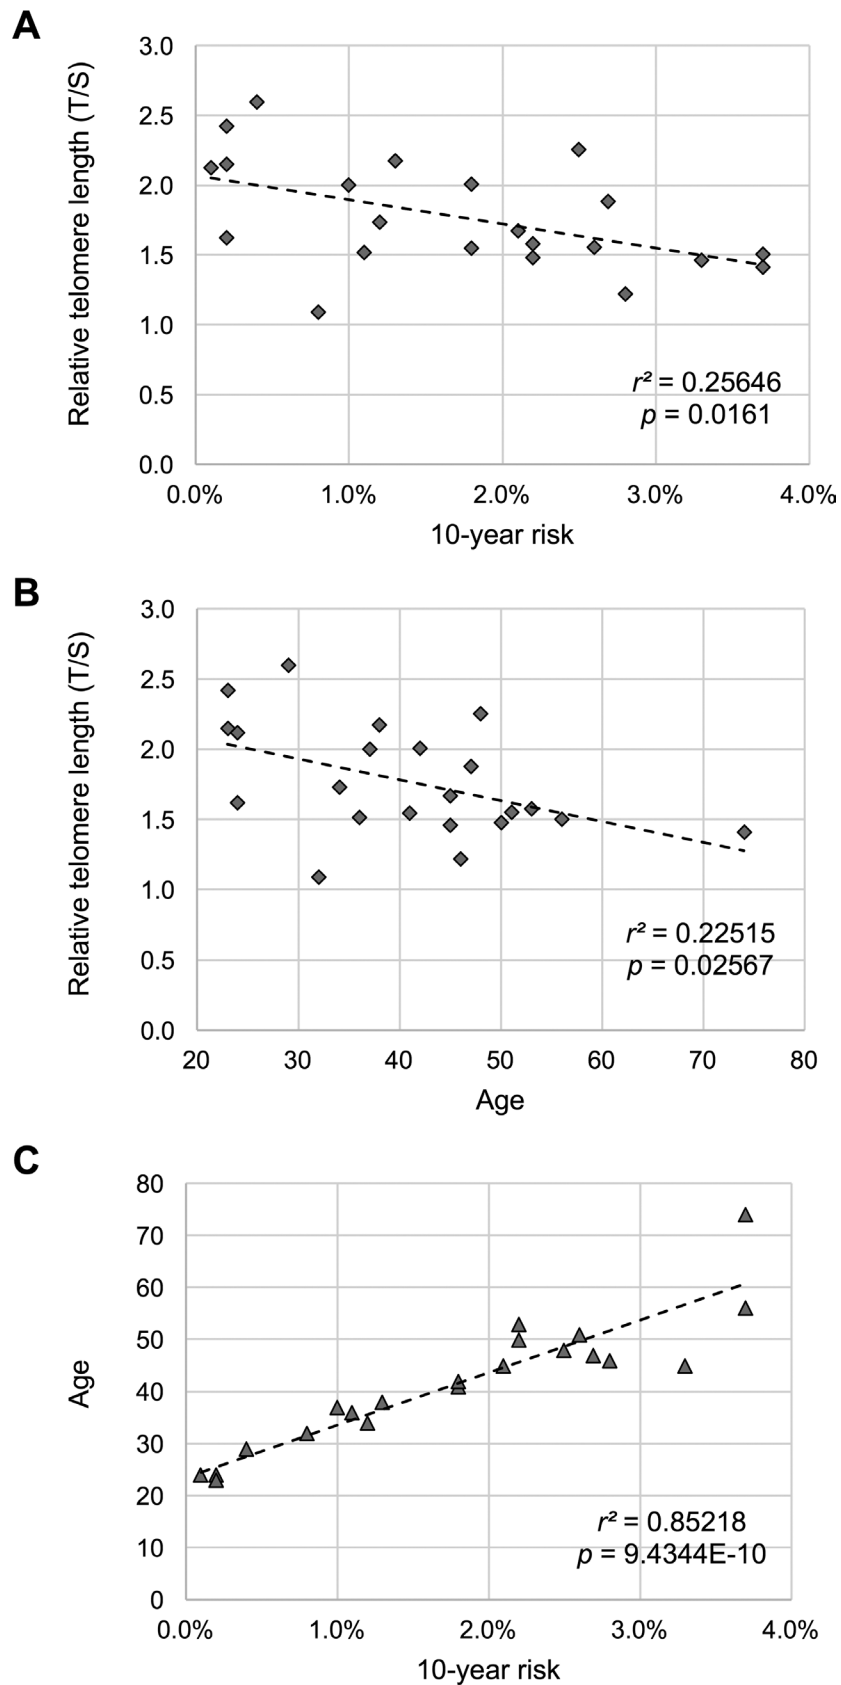 A
Relative telomere length (T/S)
3.0
2.5
2.0
1.5
1.0
0.5
0.0
r² = 0.25646
p = 0.0161
0.0% 1.0% 2.0% 3.0% 4.0%
10-year risk
B
Relative telomere length (T/S)
3.0
2.5
2.0
1.5
1.0
0.5
0.0
r² = 0.22515
p = 0.02567
20 30 40 50 60 70 80
Age
C
Age
80
70
60
50
40
30
20
10
0
r² = 0.85218
p = 9.4344E-10
0.0% 1.0% 2.0% 3.0% 4.0%
10-year risk